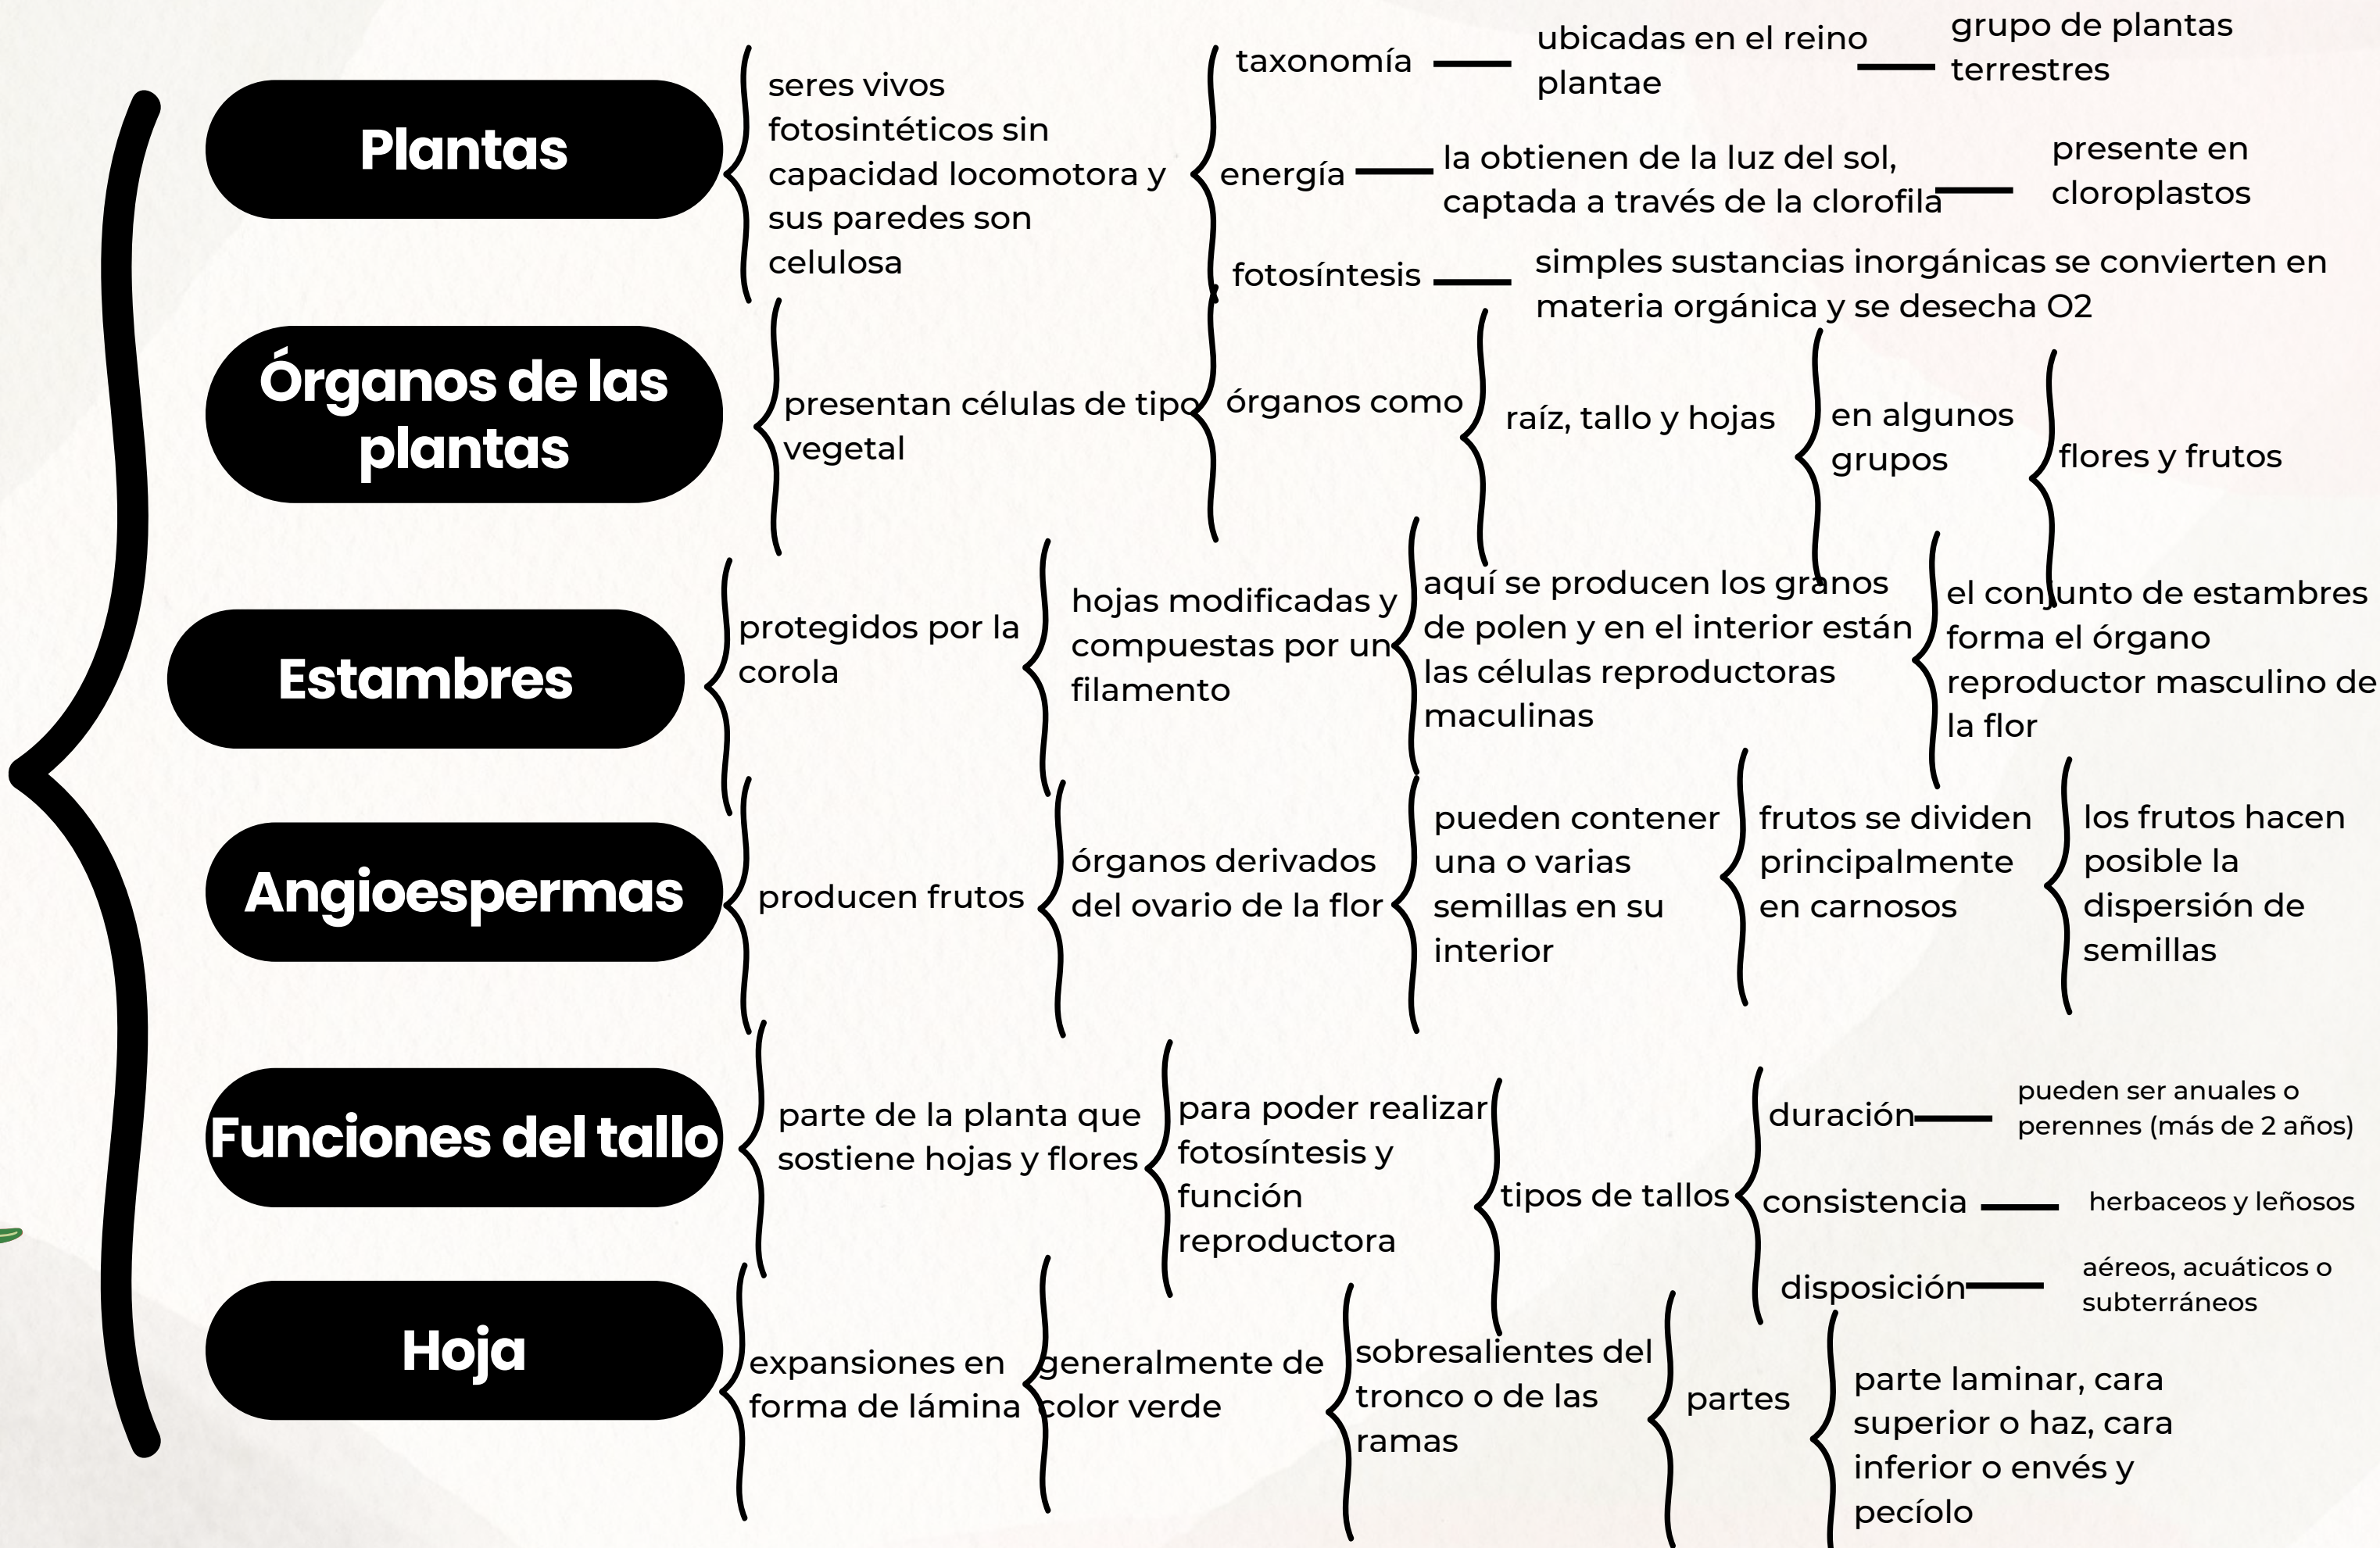 Plantas
seres vivos
fotosintéticos sin
capacidad locomotora y
sus paredes son
celulosa
taxonomía
ubicadas en el reino
plantae
grupo de plantas
terrestres
energía
la obtienen de la luz del sol,
captada a través de la clorofila
presente en
cloroplastos
fotosíntesis
simples sustancias inorgánicas se convierten en
materia orgánica y se desecha O2
Órganos de las
plantas
presentan células de tipo
vegetal
órganos como
raíz, tallo y hojas
en algunos
grupos
flores y frutos
Estambres
protegidos por la
corola
hojas modificadas y
compuestas por un
filamento
aquí se producen los granos
de polen y en el interior están
las células reproductoras
maculinas
el conjunto de estambres
forma el órgano
reproductor masculino de
la flor
Angioespermas
producen frutos
órganos derivados
del ovario de la flor
pueden contener
una o varias
semillas en su
interior
frutos se dividen
principalmente
en carnosos
los frutos hacen
posible la
dispersión de
semillas
Funciones del tallo
parte de la planta que
sostiene hojas y flores
para poder realizar
fotosíntesis y
función
reproductora
tipos de tallos
duración
pueden ser anuales o
perennes (más de 2 años)
consistencia
herbaceos y leñosos
disposición
aéreos, acuáticos o
subterráneos
Hoja
expansiones en
forma de lámina
generalmente de
color verde
sobresalientes del
tronco o de las
ramas
partes
parte laminar, cara
superior o haz, cara
inferior o envés y
pecíolo